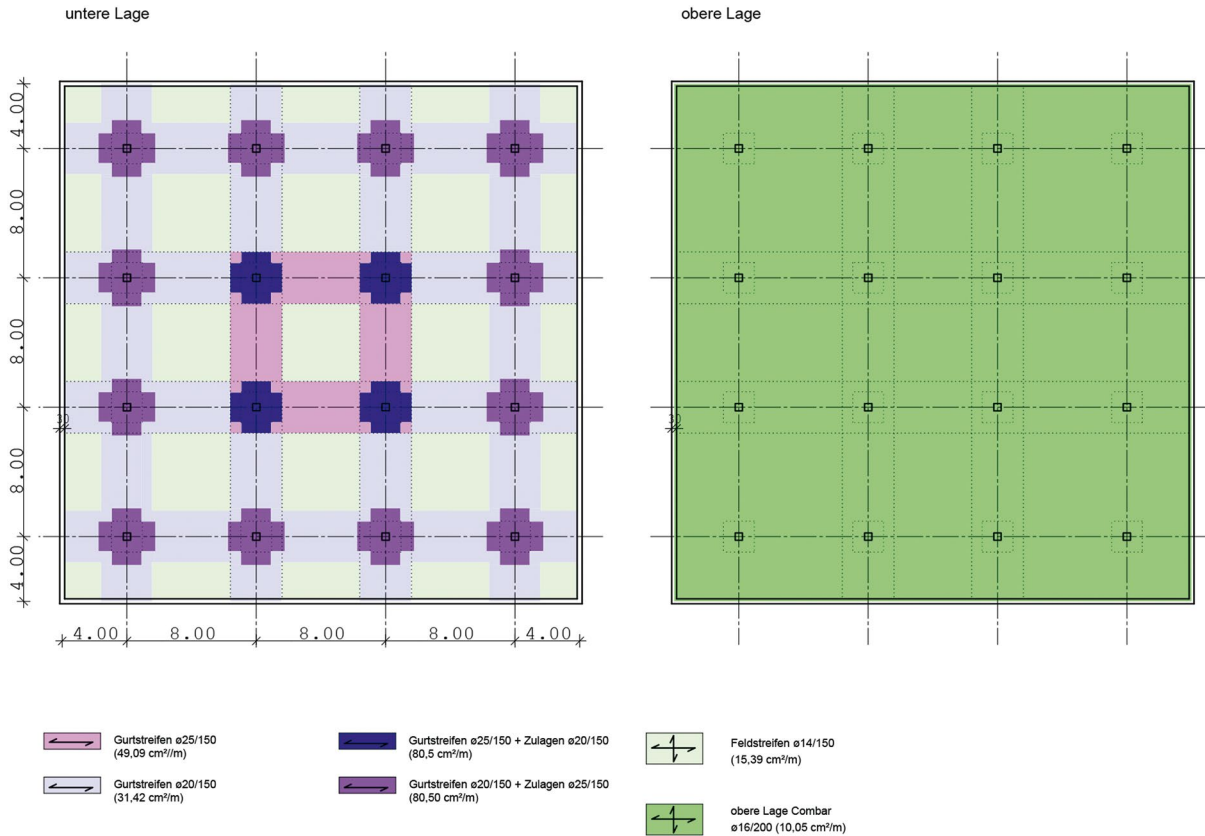 untere Lage
obere Lage
4.00
8.00
8.00
8.00
4.00
30
30
4.00 8.00 8.00 8.00 4.00
Gurtstreifen ø25/150
(49,09 cm²//m)
Gurtstreifen ø20/150
(31,42 cm²/m)
Gurtstreifen ø25/150 + Zulagen ø20/150
(80,5 cm²/m)
Gurtstreifen ø20/150 + Zulagen ø25/150
(80,50 cm²/m)
Feldstreifen ø14/150
(15,39 cm²/m)
obere Lage Combar
ø16/200 (10,05 cm²/m)